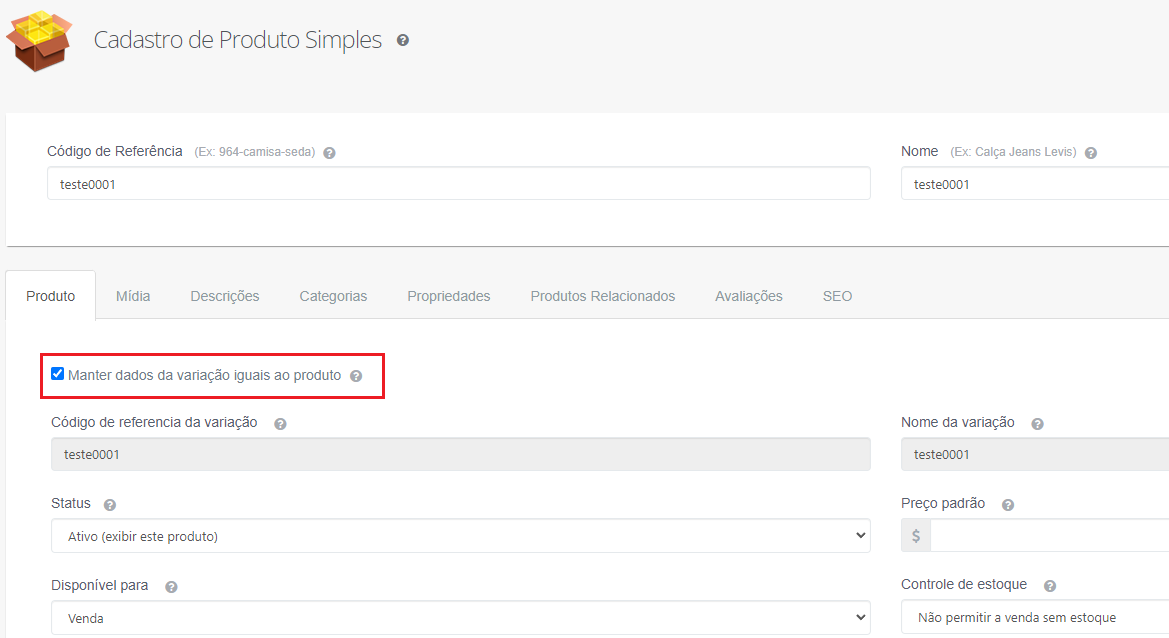 Cadastro de Produto Simples ?
Código de Referência (Ex: 964-camisa-seda) ?
Nome (Ex: Calça Jeans Levis) ?
teste0001
teste0001
Produto Mídia Descrições Categorias Propriedades Produtos Relacionados Avaliações SEO
Manter dados da variação iguais ao produto ?
Código de referencia da variação ?
Nome da variação ?
teste0001
teste0001
Status ?
Preço padrão ?
Ativo (exibir este produto)
$
Disponível para ?
Controle de estoque ?
Venda
Não permitir a venda sem estoque